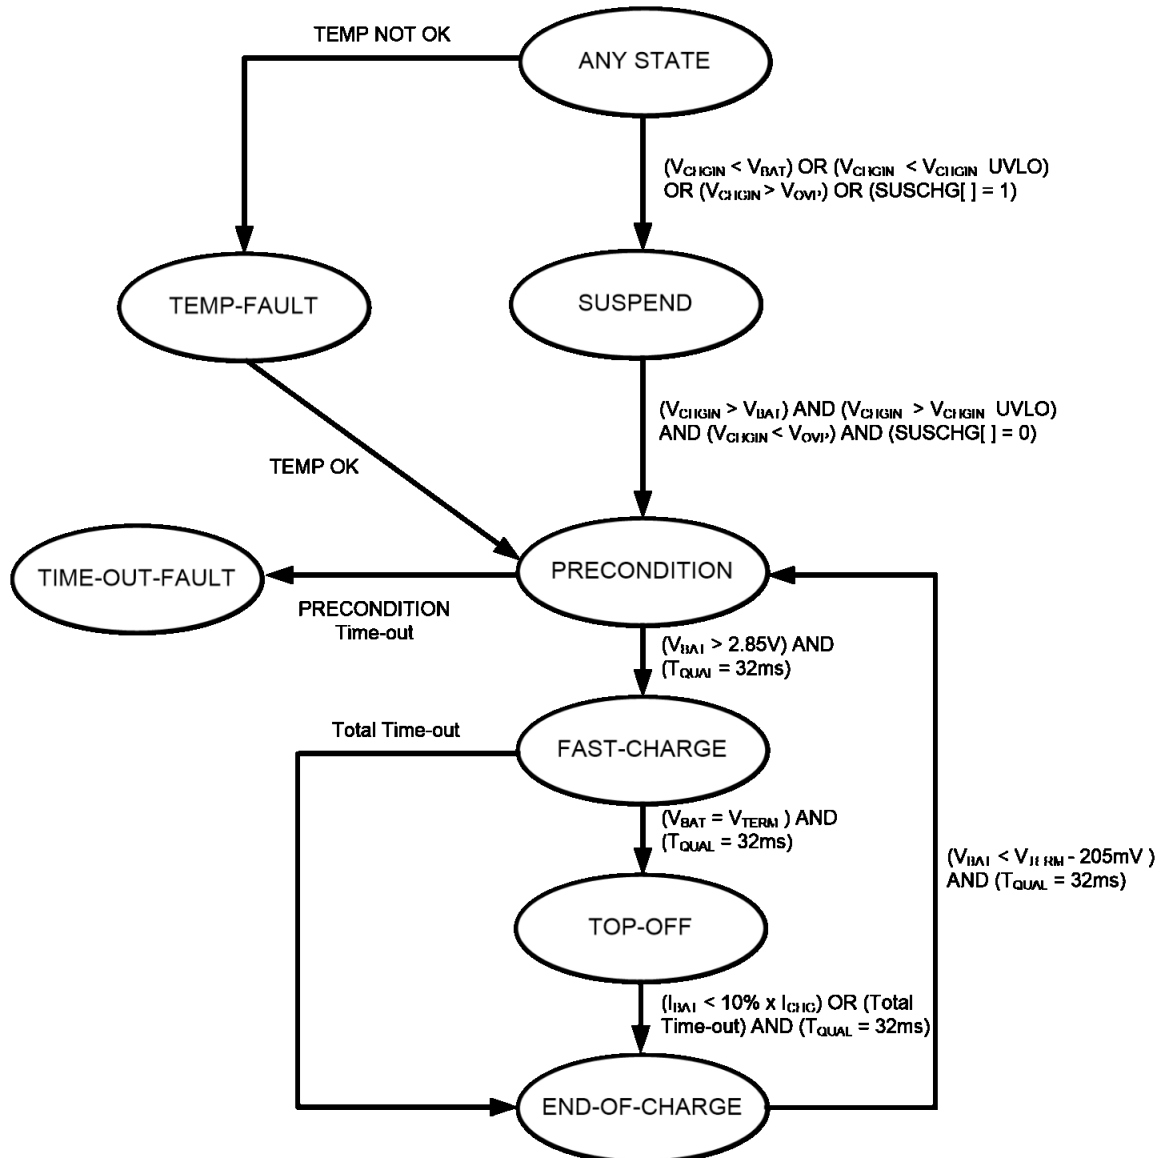 TEMP NOT OK
ANY STATE
(VCHGIN < VBAT) OR (VCHGIN < VCHGIN UVLO)
OR (VCHGIN > VOVP) OR (SUSCHG[ ] = 1)
TEMP-FAULT
SUSPEND
(VCHGIN > VBAT) AND (VCHGIN > VCHGIN UVLO)
AND (VCHGIN < VOVP) AND (SUSCHG[ ] = 0)
TEMP OK
TIME-OUT-FAULT
PRECONDITION
PRECONDITION
Time-out
(VBAT > 2.85V) AND
(TQUAL = 32ms)
Total Time-out
FAST-CHARGE
(VBAT = VTERM ) AND
(TQUAL = 32ms)
(VBAT < VTERM - 205mV )
AND (TQUAL = 32ms)
TOP-OFF
(IBAT < 10% x ICHG) OR (Total
Time-out) AND (TQUAL = 32ms)
END-OF-CHARGE